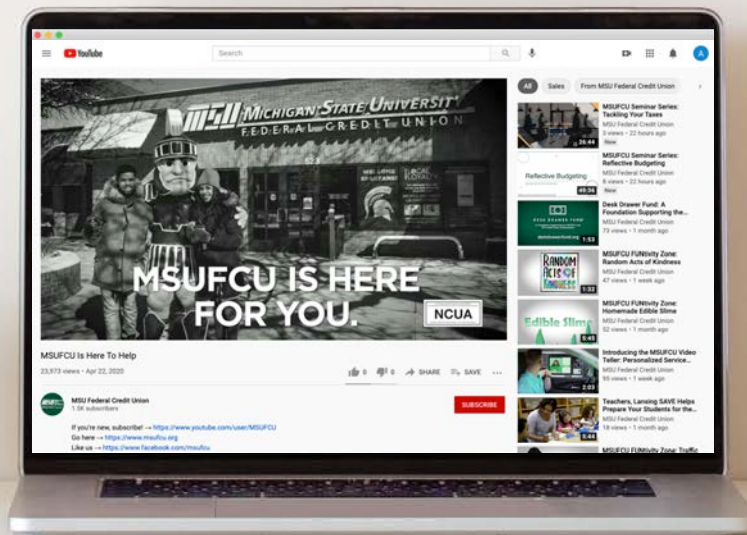 YouTube
Search
A
MICHIGAN STATE UNIVERSIT
FEDERAL CREDIT UNION
MSUFCU IS HERE
FOR YOU.
NCUA
MSUFCU Is Here To Help
23,973 views • Apr 22, 2020
0
0
SHARE
SAVE
MSU Federal Credit Union
1.5K subscribers
SUBSCRIBE
If you're new, subscribe! → https://www.youtube.com/user/MSUFCU
Go here → https://www.msufcu.org
Like us → https://www.facebook.com/msufcu
All
Sales
From MSU Federal Credit Union
MSUFCU Seminar Series:
Tackling Your Taxes
MSU Federal Credit Union
3 views • 22 hours ago
New
26:44
MSUFCU Seminar Series:
Reflective Budgeting
MSU Federal Credit Union
8 views • 22 hours ago
New
Reflective Budgeting
49:36
Desk Drawer Fund: A
Foundation Supporting the...
MSU Federal Credit Union
73 views • 1 month ago
DESK DRAWER FUND
deskdrawerfund.org
1:53
MSUFCU FUNtivity Zone:
Random Acts of Kindness
MSU Federal Credit Union
47 views • 1 week ago
RANDOM
ACTS OF
KINDNESS
1:32
MSUFCU FUNtivity Zone:
Homemade Edible Slime
MSU Federal Credit Union
52 views • 1 month ago
Edible Slime
5:45
Introducing the MSUFCU Video
Teller: Personalized Service...
MSU Federal Credit Union
95 views • 1 week ago
2:03
Teachers, Lansing SAVE Helps
Prepare Your Students for the...
MSU Federal Credit Union
18 views • 1 month ago
5:44
MSUFCU FUNtivity Zone: Traffic